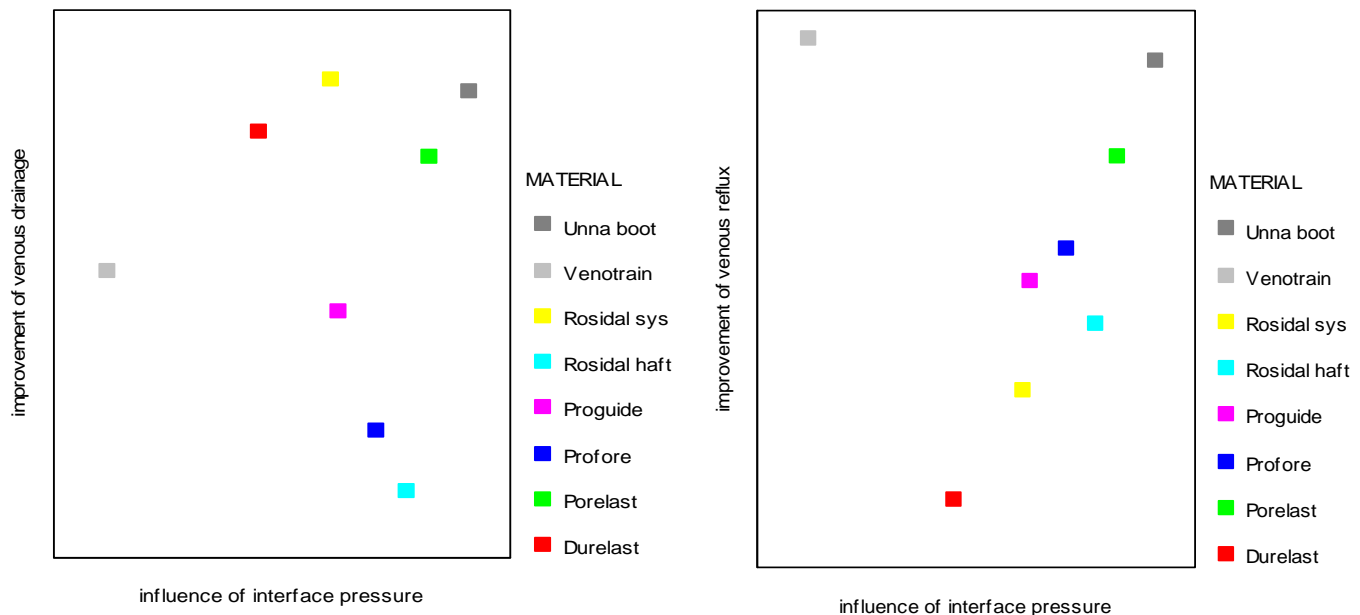 improvement of venous drainage
MATERIAL
Unna boot
Venotrain
Rosidal sys
Rosidal haft
Proguide
Profore
Porelast
Durelast
influence of interface pressure
improvement of venous reflux
MATERIAL
Unna boot
Venotrain
Rosidal sys
Rosidal haft
Proguide
Profore
Porelast
Durelast
influence of interface pressure